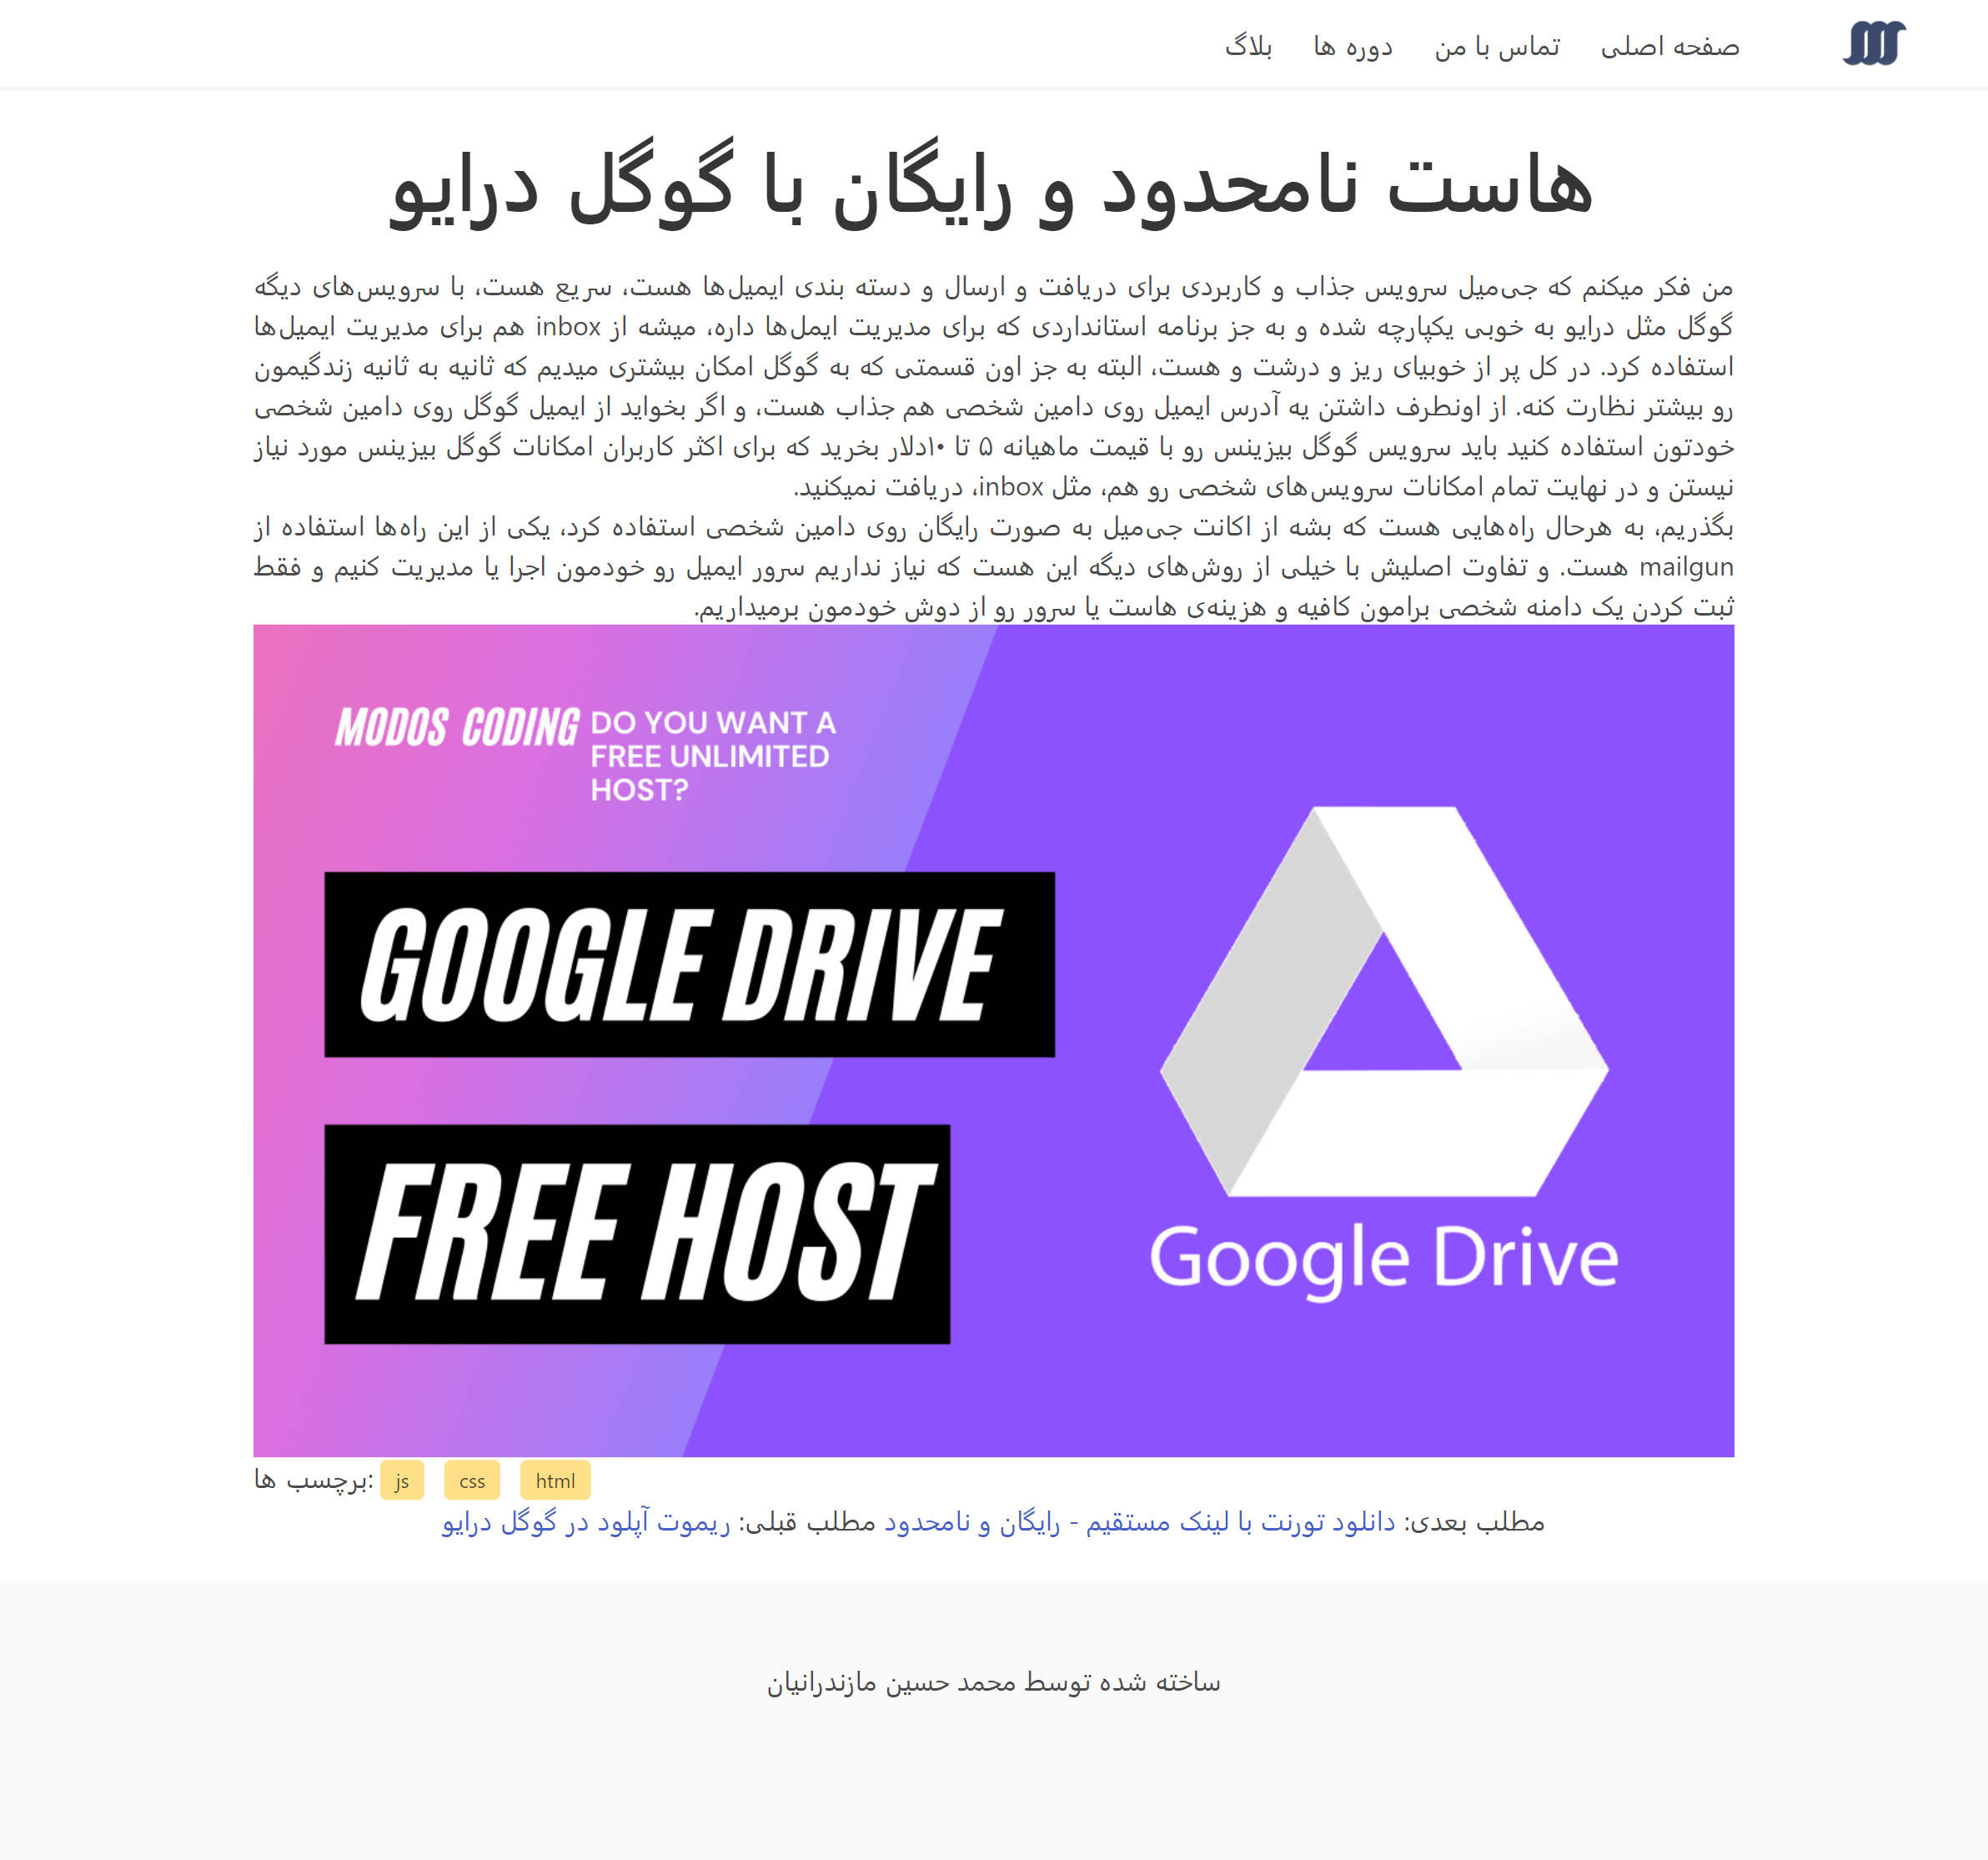 صفحه اصلی تماس با من دوره ها بلاگ
هاست نامحدود و رایگان با گوگل درایو
من فکر میکنم که جی‌میل سرویس جذاب و کاربردی برای دریافت و ارسال و دسته بندی ایمیل‌ها هست، سریع هست، با سرویس‌های دیگه
گوگل مثل درایو به خوبی یکپارچه شده و به جز برنامه استانداردی که برای مدیریت ایمل‌ها داره، میشه از inbox هم برای مدیریت ایمیل‌ها
استفاده کرد. در کل پر از خوبیای ریز و درشت و هست، البته به جز اون قسمتی که به گوگل امکان بیشتری میدیم که ثانیه به ثانیه زندگیمون
رو بیشتر نظارت کنه. از اونطرف داشتن یه آدرس ایمیل روی دامین شخصی هم جذاب هست، و اگر بخواید از ایمیل گوگل روی دامین شخصی
خودتون استفاده کنید باید سرویس گوگل بیزینس رو با قیمت ماهیانه ۵ تا ۱۰دلار بخرید که برای اکثر کاربران امکانات گوگل بیزینس مورد نیاز
نیستن و در نهایت تمام امکانات سرویس‌های شخصی رو هم، مثل inbox، دریافت نمیکنید.
بگذریم، به هرحال راه‌هایی هست که بشه از اکانت جی‌میل به صورت رایگان روی دامین شخصی استفاده کرد، یکی از این راه‌ها استفاده از
mailgun هست. و تفاوت اصلیش با خیلی از روش‌های دیگه این هست که نیاز نداریم سرور ایمیل رو خودمون اجرا یا مدیریت کنیم و فقط
ثبت کردن یک دامنه شخصی برامون کافیه و هزینه‌ی هاست یا سرور رو از دوش خودمون برمیداریم.
MODOS CODING
DO YOU WANT A
FREE UNLIMITED
HOST?
GOOGLE DRIVE
FREE HOST
Google Drive
برچسب ها: js css html
مطلب بعدی: دانلود تورنت با لینک مستقیم - رایگان و نامحدود مطلب قبلی: ریموت آپلود در گوگل درایو
ساخته شده توسط محمد حسین مازندرانیان